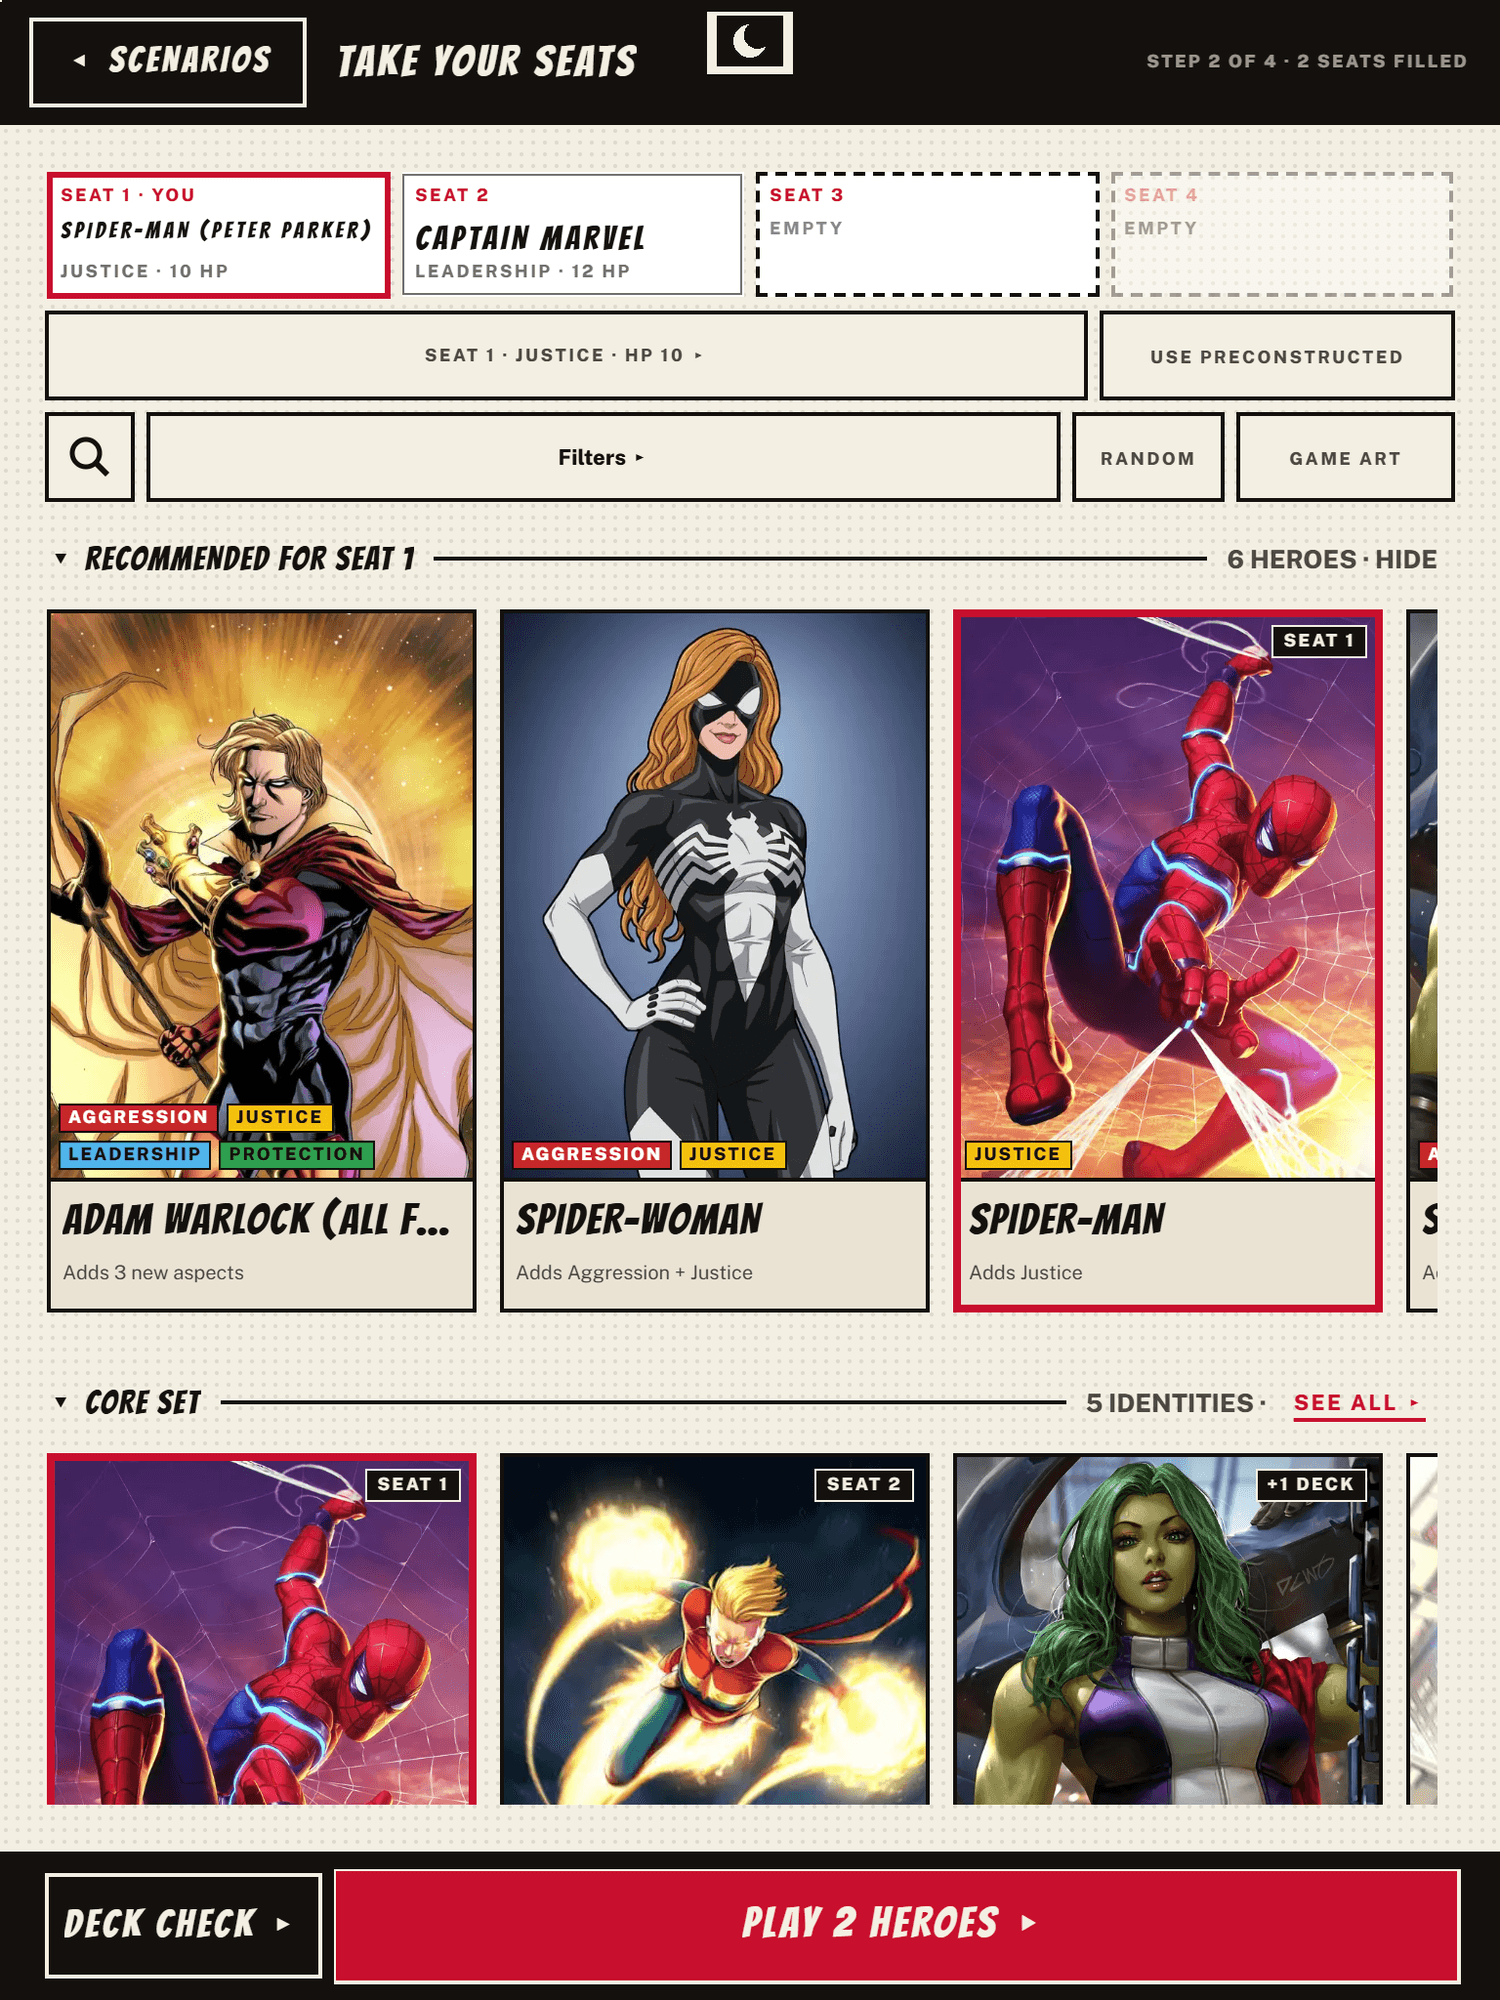 ◂ SCENARIOS
TAKE YOUR SEATS
STEP 2 OF 4 · 2 SEATS FILLED
SEAT 1 · YOU
SPIDER-MAN (PETER PARKER)
JUSTICE · 10 HP
SEAT 2
CAPTAIN MARVEL
LEADERSHIP · 12 HP
SEAT 3
EMPTY
SEAT 4
EMPTY
SEAT 1 · JUSTICE · HP 10 ▸
USE PRECONSTRUCTED
Filters ▸
RANDOM
GAME ART
▾ RECOMMENDED FOR SEAT 1
6 HEROES · HIDE
AGGRESSION JUSTICE
LEADERSHIP PROTECTION
ADAM WARLOCK (ALL F...
Adds 3 new aspects
AGGRESSION JUSTICE
SPIDER-WOMAN
Adds Aggression + Justice
SEAT 1
JUSTICE
SPIDER-MAN
Adds Justice
A
S
A
▾ CORE SET
5 IDENTITIES ·
SEE ALL ▸
SEAT 1
SEAT 2
+1 DECK
DECK CHECK ▸
PLAY 2 HEROES ▸